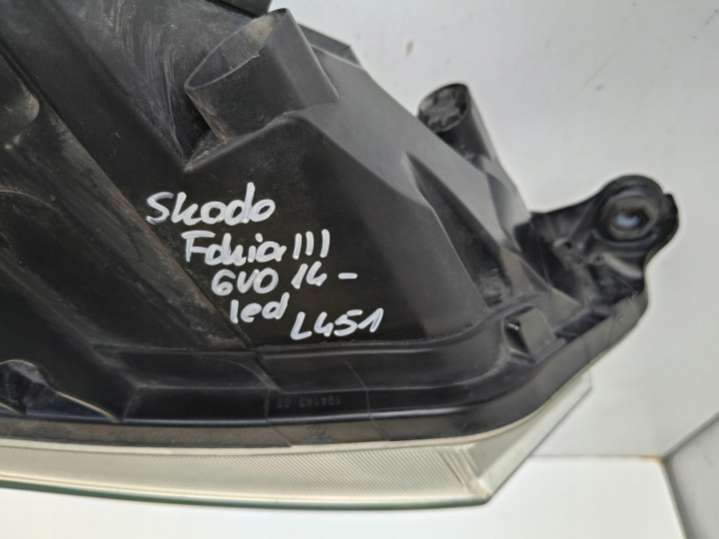 Skoda
Fabia III
6V0 14-
led
L451